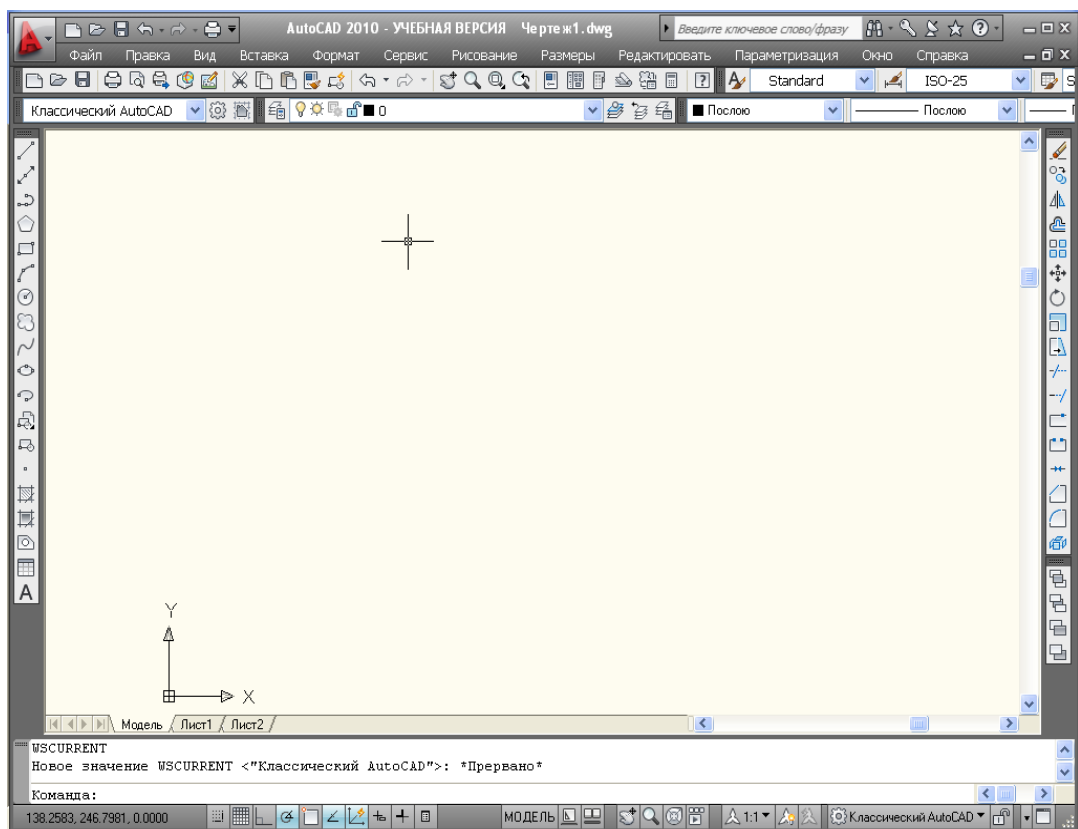 AutoCAD 2010 - УЧЕБНАЯ ВЕРСИЯ Чертеж1.dwg Введите ключевое слово/фразу
Файл Правка Вид Вставка Формат Сервис Рисование Размеры Редактировать Параметризация Окно Справка
Standard ISO-25 S
Классический AutoCAD 0 Послою Послою
A
Y
X
Модель Лист1 Лист2
WSCURRENT
Новое значение WSCURRENT <"Классический AutoCAD">: *Прервано*
Команда:
138.2583, 246.7981, 0.0000 МОДЕЛЬ 1:1 Классический AutoCAD